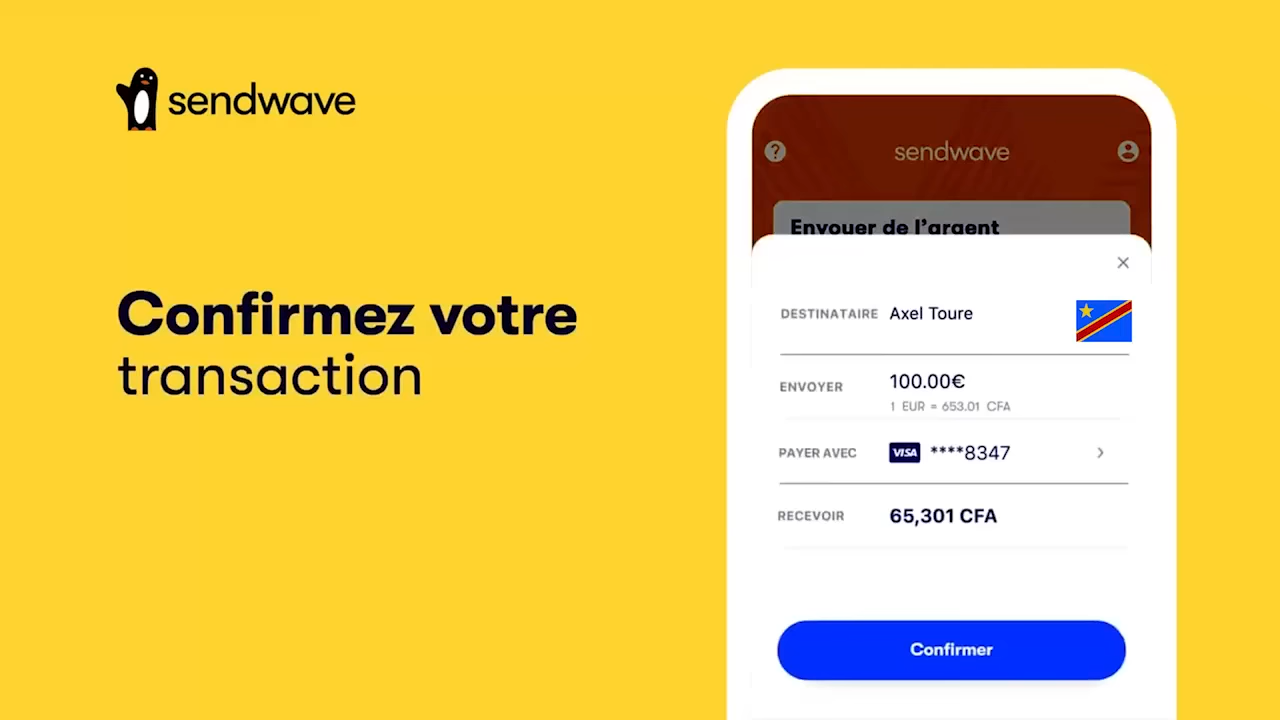 sendwave
Confirmez votre
transaction
sendwave
Envoyer de l'argent
DESTINATAIRE Axel Toure
ENVOYER 100.00€
1 EUR = 653.01 CFA
PAYER AVEC VISA ****8347
RECEVOIR 65,301 CFA
Confirmer